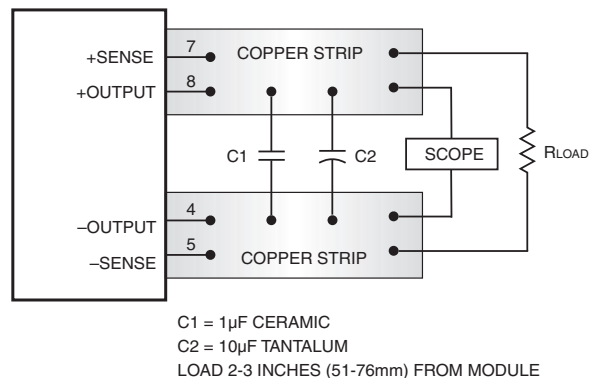 +SENSE 7 COPPER STRIP
+OUTPUT 8
C1 C2 SCOPE RLOAD
–OUTPUT 4
–SENSE 5 COPPER STRIP
C1 = 1µF CERAMIC
C2 = 10µF TANTALUM
LOAD 2-3 INCHES (51-76mm) FROM MODULE